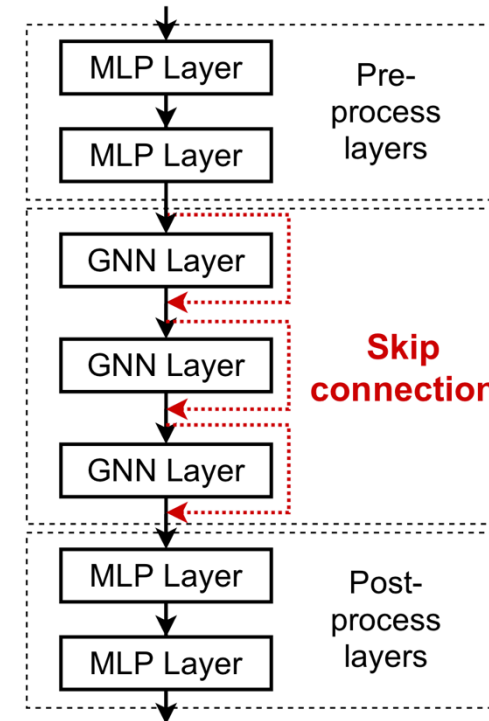 MLP Layer
Pre-
process
layers
MLP Layer
GNN Layer
GNN Layer
Skip
connection
GNN Layer
MLP Layer
Post-
process
layers
MLP Layer